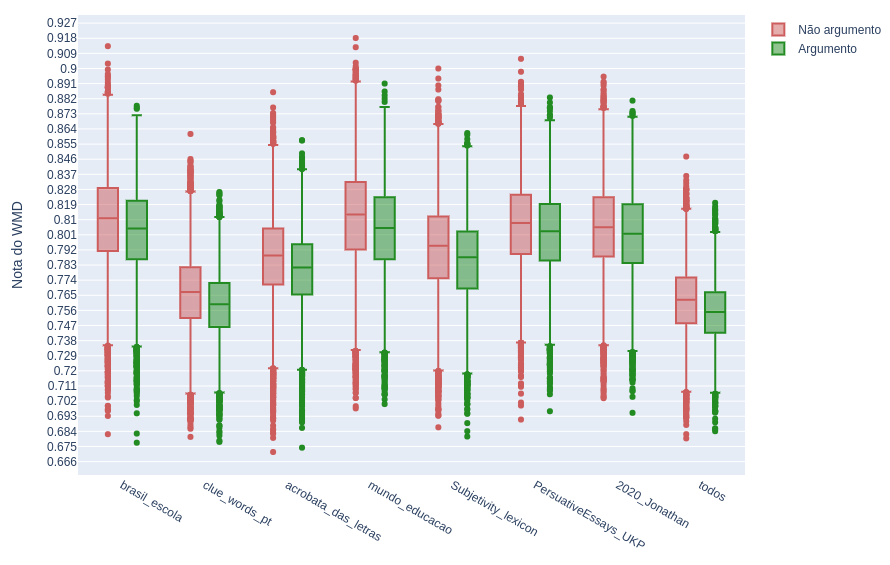 Nota do WMD
0.927
0.918
0.909
0.9
0.891
0.882
0.873
0.864
0.855
0.846
0.837
0.828
0.819
0.81
0.801
0.792
0.783
0.774
0.765
0.756
0.747
0.738
0.729
0.72
0.711
0.702
0.693
0.684
0.675
0.666
brasil_escola
clue_words_pt
acrobata_das_letras
mundo_educacao
Subjetivity_lexicon
PersuativeEssays_UKP
2020_Jonathan
todos
Não argumento
Argumento